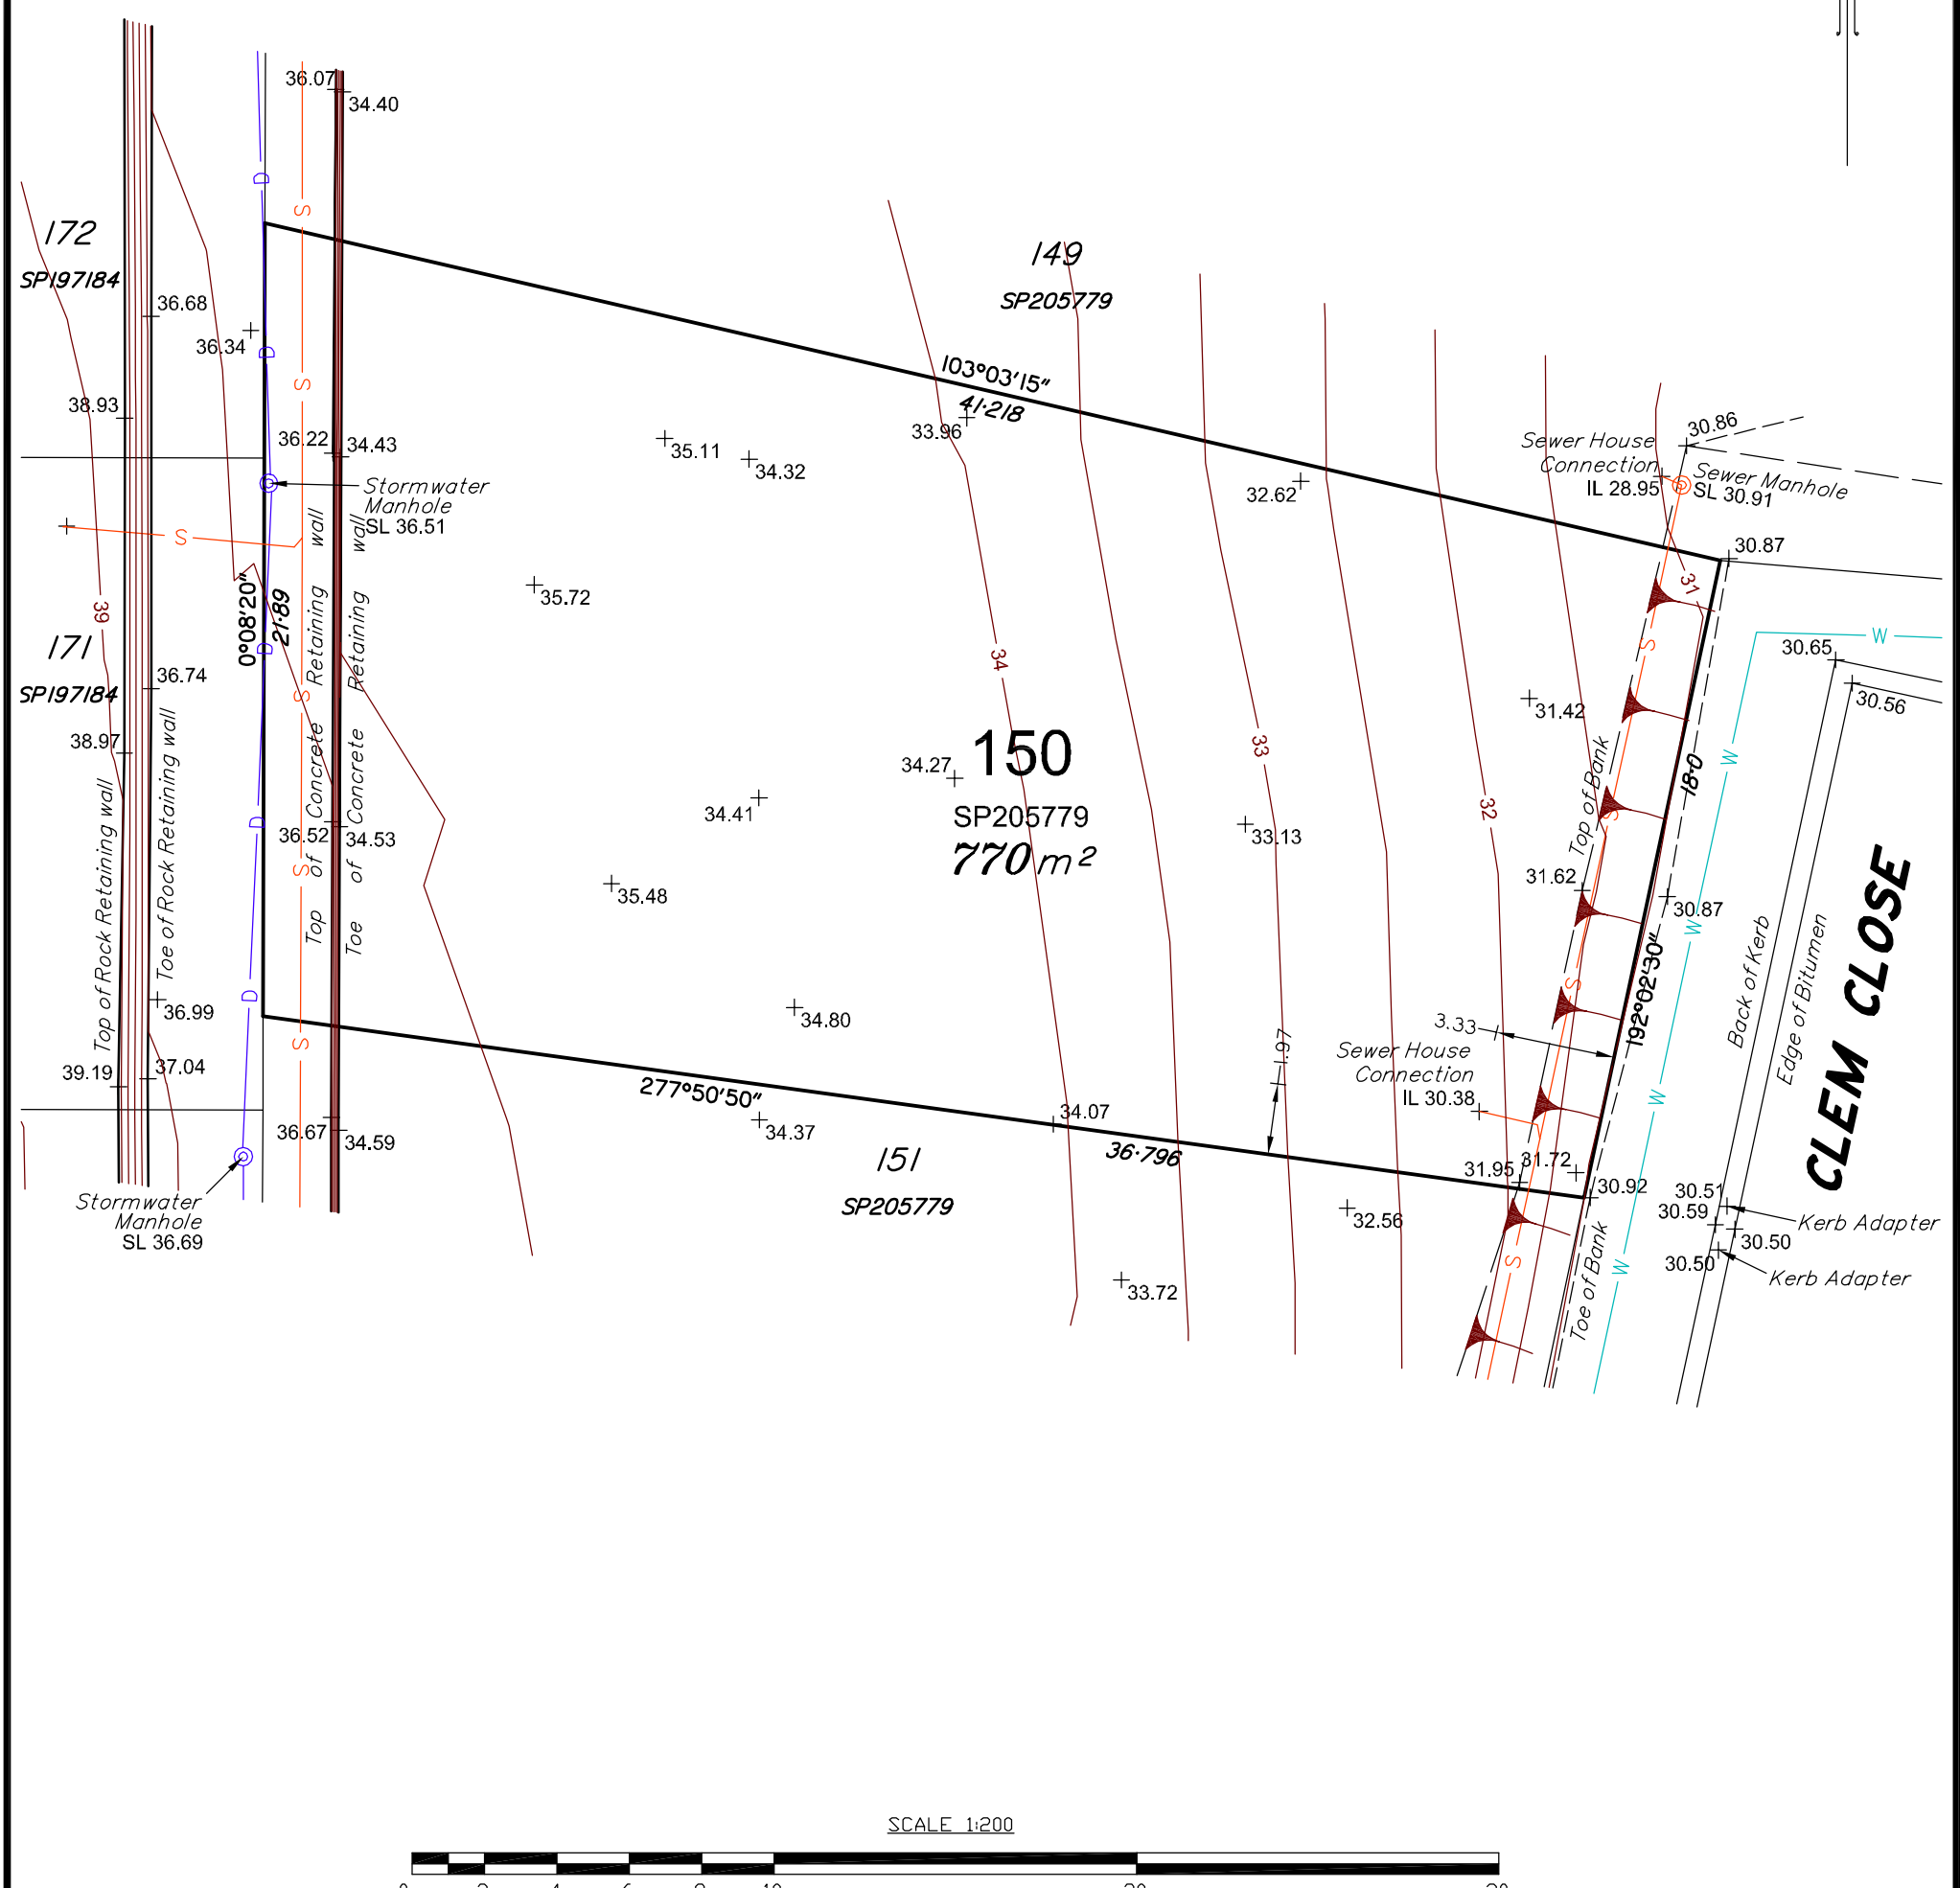 36.07
34.40
172
SP197184
149
SP205779
36.68
36.34
D
S
D
S
103°03'15"
41·218
38.93
36.22
34.43
35.11
34.32
33.96
32.62
30.86
Sewer House
Connection
IL 28.95
Sewer Manhole
SL 30.91
Stormwater
Manhole
SL 36.51
S
30.87
31
35.72
39
0°08'20"
21·89
171
SP197184
36.74
D
S
34
S
W
30.65
30.56
31.42
38.97
Top of Rock Retaining wall
Toe of Rock Retaining wall
Top of Concrete Retaining wall
Toe of Concrete Retaining wall
34.27
150
SP205779
770 m²
33
W
18·0
Top of Bank
34.41
33.13
32
D
36.52
34.53
S
S
35.48
31.62
30.87
W
192°02'30"
Back of Kerb
Edge of Bitumen
CLEM CLOSE
36.99
D
34.80
S
3.33
1.97
S
Sewer House
Connection
IL 30.38
W
39.19
37.04
277°50'50"
34.07
36.67
34.59
34.37
151
SP205779
36·796
31.95
31.72
30.92
Stormwater
Manhole
SL 36.69
32.56
30.51
30.59
Kerb Adapter
30.50
30.50
Kerb Adapter
33.72
S
W
Toe of Bank
SCALE 1:200
0 2 4 6 8 10 20 30